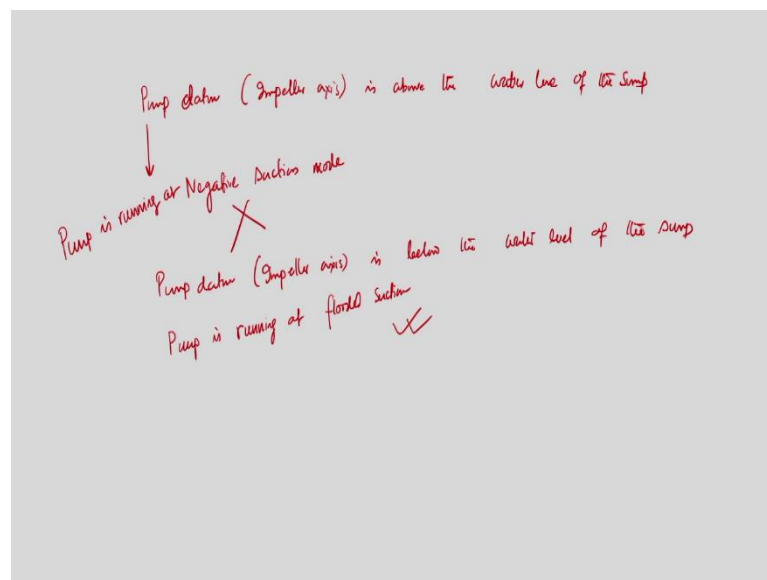 Pump datum (Impeller axis) is above the water level of the sump
Pump is running at Negative suction mode
Pump datum (Impeller axis) is below the water level of the sump
Pump is running at flooded suction